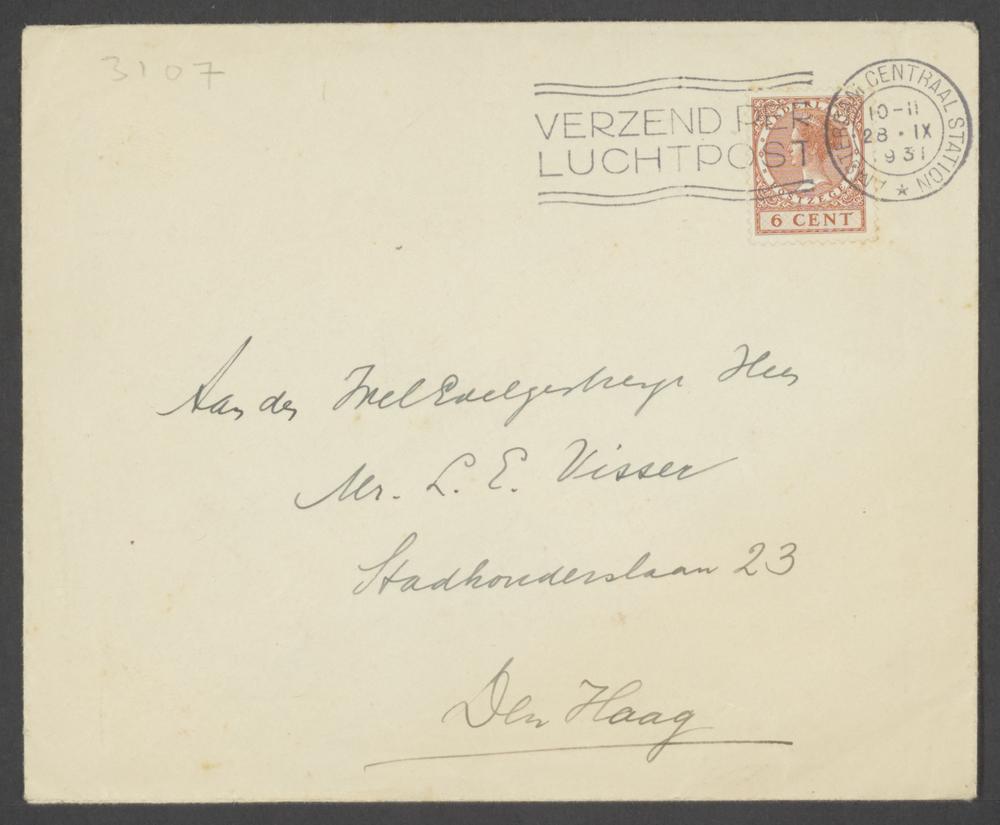 3107
VERZEND PER
LUCHTPOST
AMSTERDAM CENTRAAL STATION
10-11
28 · IX
1931
NEDERLAND
POSTZEGEL
6 CENT
Aan den WelEdelgestrenge Heer
Mr. L. E. Visser
Stadhouderslaan 23
Den Haag